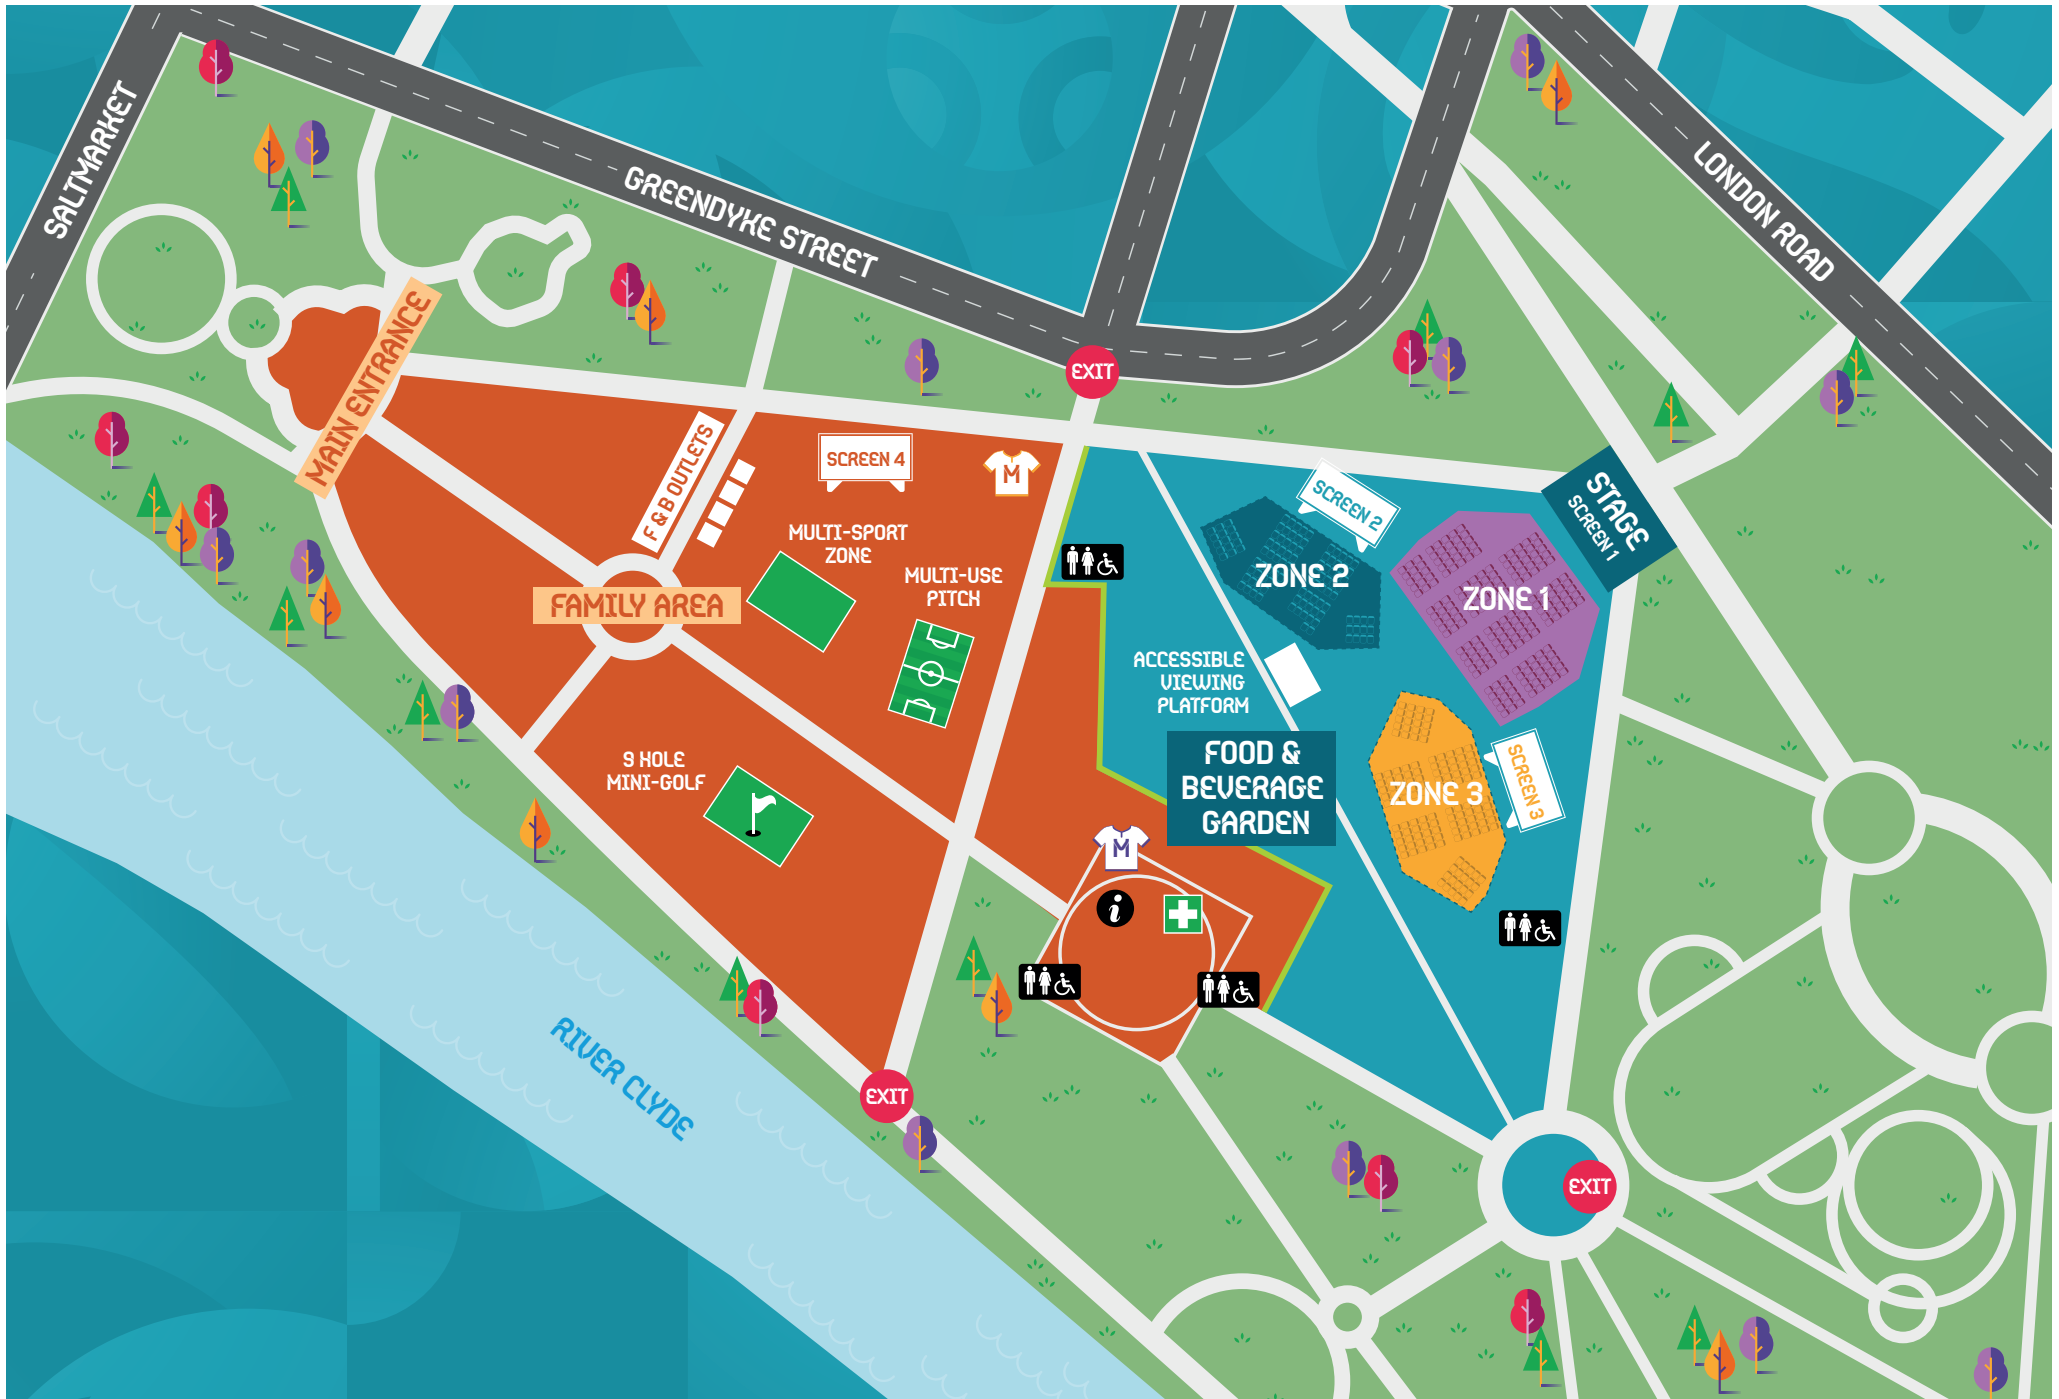 SALTMARKET
GREENDYKE STREET
LONDON ROAD
MAIN ENTRANCE
EXIT
F & B OUTLETS
SCREEN 4
M
STAGE
SCREEN 1
SCREEN 2
MULTI-SPORT
ZONE
MULTI-USE
PITCH
ZONE 2
ZONE 1
FAMILY AREA
ACCESSIBLE
VIEWING
PLATFORM
FOOD &
BEVERAGE
GARDEN
9 HOLE
MINI-GOLF
ZONE 3
SCREEN 3
M
i
RIVER CLYDE
EXIT
EXIT